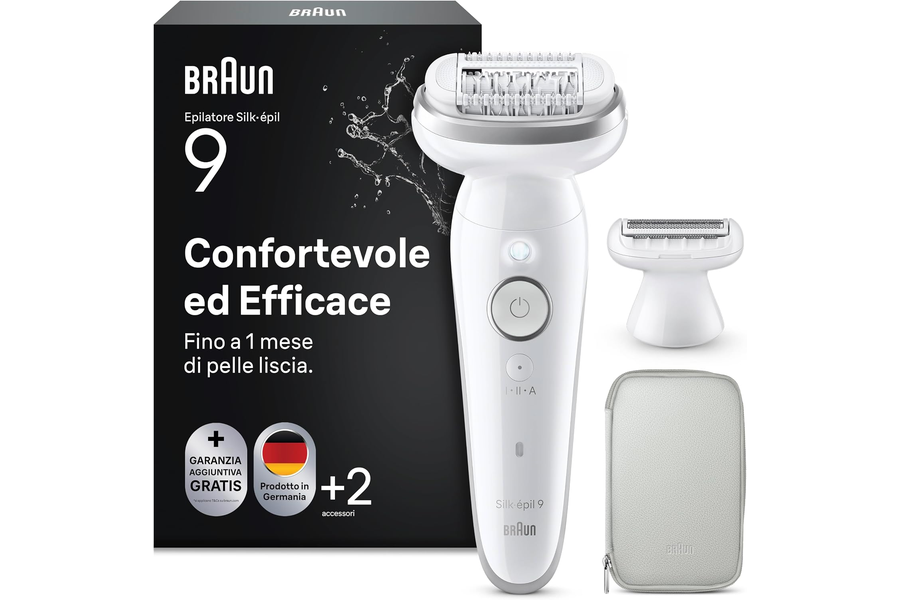 BRAUN
BRAUN
Epilatore Silk·épil
9
Confortevole
ed Efficace
Fino a 1 mese
di pelle liscia.
+
GARANZIA
AGGIUNTIVA
GRATIS
Prodotto in
Germania
+2
accessori
I·II·A
Silk·épil 9
BRAUN
BRAUN